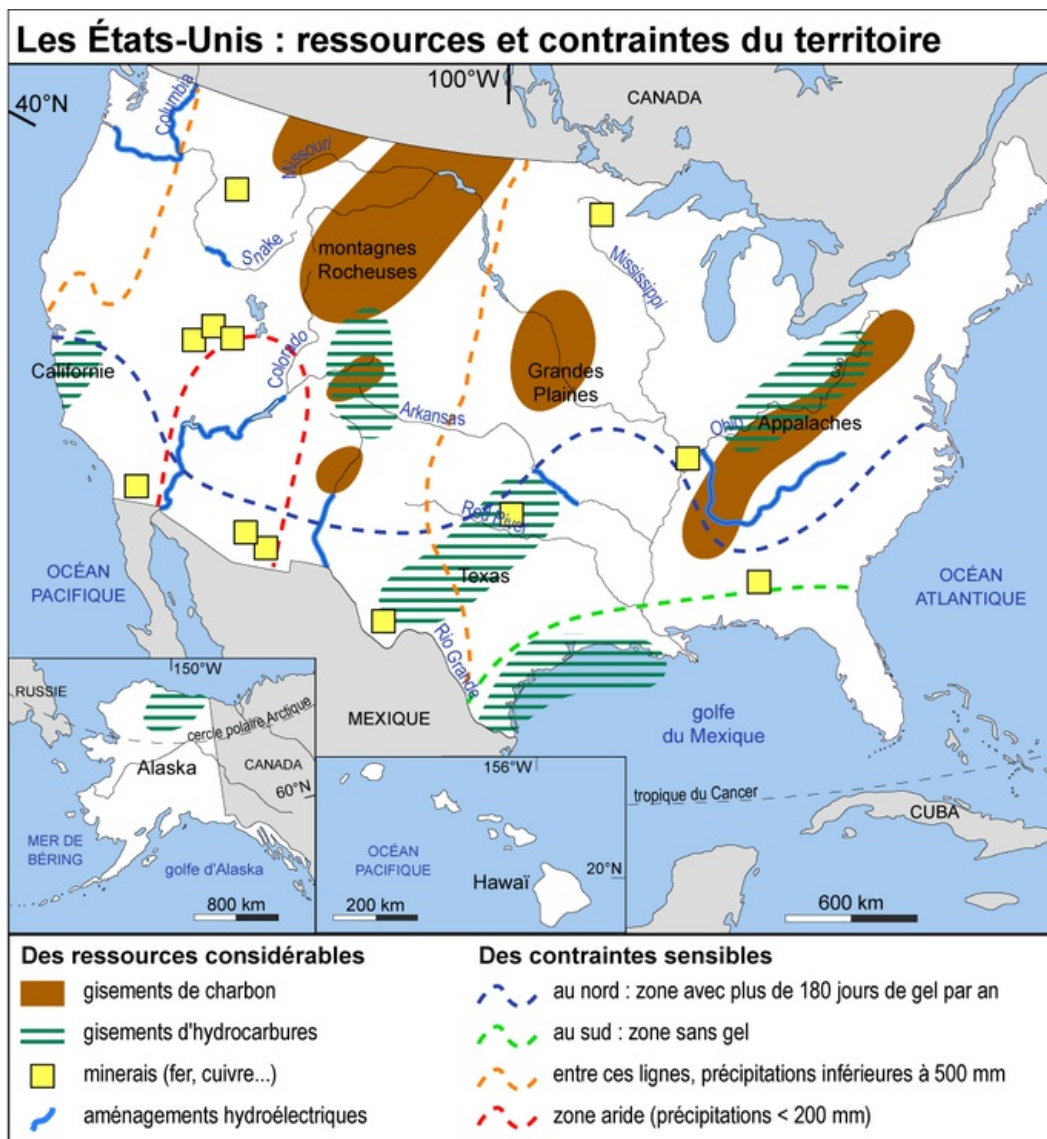 Les États-Unis : ressources et contraintes du territoire
100°W
40°N
CANADA
Columbia
Missouri
Snake
montagnes
Rocheuses
Mississippi
Californie
Colorado
Grandes
Plaines
Arkansas
Ohio
Appalaches
Red River
Texas
OCÉAN
PACIFIQUE
OCÉAN
ATLANTIQUE
Rio Grande
MEXIQUE
golfe
du Mexique
tropique du Cancer
CUBA
600 km
150°W
RUSSIE
cercle polaire Arctique
Alaska
CANADA
60°N
MER DE
BÉRING
golfe d'Alaska
800 km
156°W
OCÉAN
PACIFIQUE
20°N
Hawaï
200 km
Des ressources considérables
gisements de charbon
gisements d'hydrocarbures
minerais (fer, cuivre...)
aménagements hydroélectriques
Des contraintes sensibles
au nord : zone avec plus de 180 jours de gel par an
au sud : zone sans gel
entre ces lignes, précipitations inférieures à 500 mm
zone aride (précipitations < 200 mm)